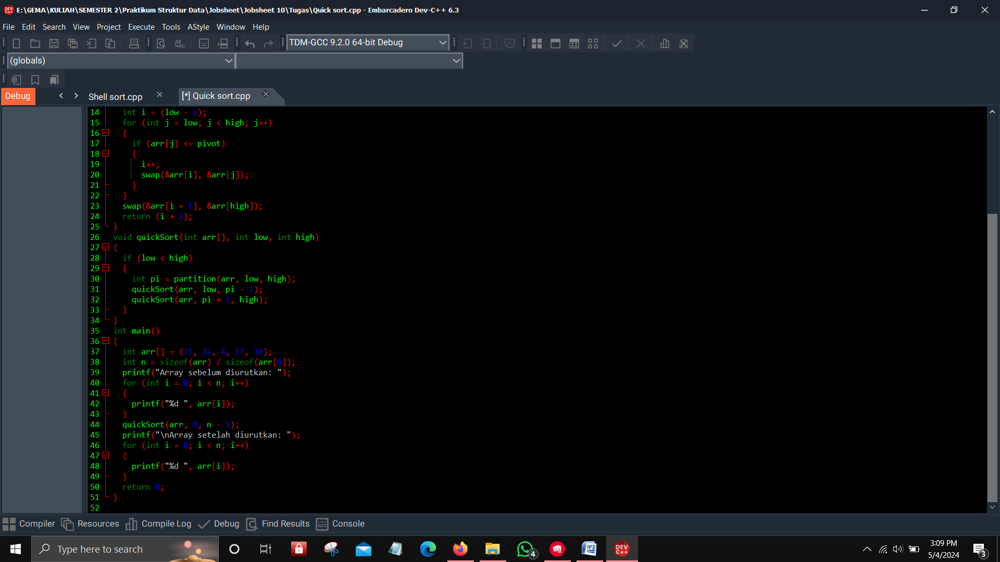 E:\GEMA\KULIAH\SEMESTER 2\Praktikum Struktur Data\Jobsheet\Jobsheet 10\Tugas\Quick sort.cpp - Embarcadero Dev-C++ 6.3
File Edit Search View Project Execute Tools AStyle Window Help
TDM-GCC 9.2.0 64-bit Debug
(globals)
Debug Shell sort.cpp [*] Quick sort.cpp
14 int i = (low - 1);
15 for (int j = low; j < high; j++)
16 {
17 if (arr[j] <= pivot)
18 {
19 i++;
20 swap(&arr[i], &arr[j]);
21 }
22 }
23 swap(&arr[i + 1], &arr[high]);
24 return (i + 1);
25 }
26 void quickSort(int arr[], int low, int high)
27 {
28 if (low < high)
29 {
30 int pi = partition(arr, low, high);
31 quickSort(arr, low, pi - 1);
32 quickSort(arr, pi + 1, high);
33 }
34 }
35 int main()
36 {
37 int arr[] = {15, 21, 4, 17, 30};
38 int n = sizeof(arr) / sizeof(arr[0]);
39 printf("Array sebelum diurutkan: ");
40 for (int i = 0; i < n; i++)
41 {
42 printf("%d ", arr[i]);
43 }
44 quickSort(arr, 0, n - 1);
45 printf("\nArray setelah diurutkan: ");
46 for (int i = 0; i < n; i++)
47 {
48 printf("%d ", arr[i]);
49 }
50 return 0;
51 }
52
Compiler Resources Compile Log Debug Find Results Console
Type here to search
4
DEV C++
3:09 PM
5/4/2024
3